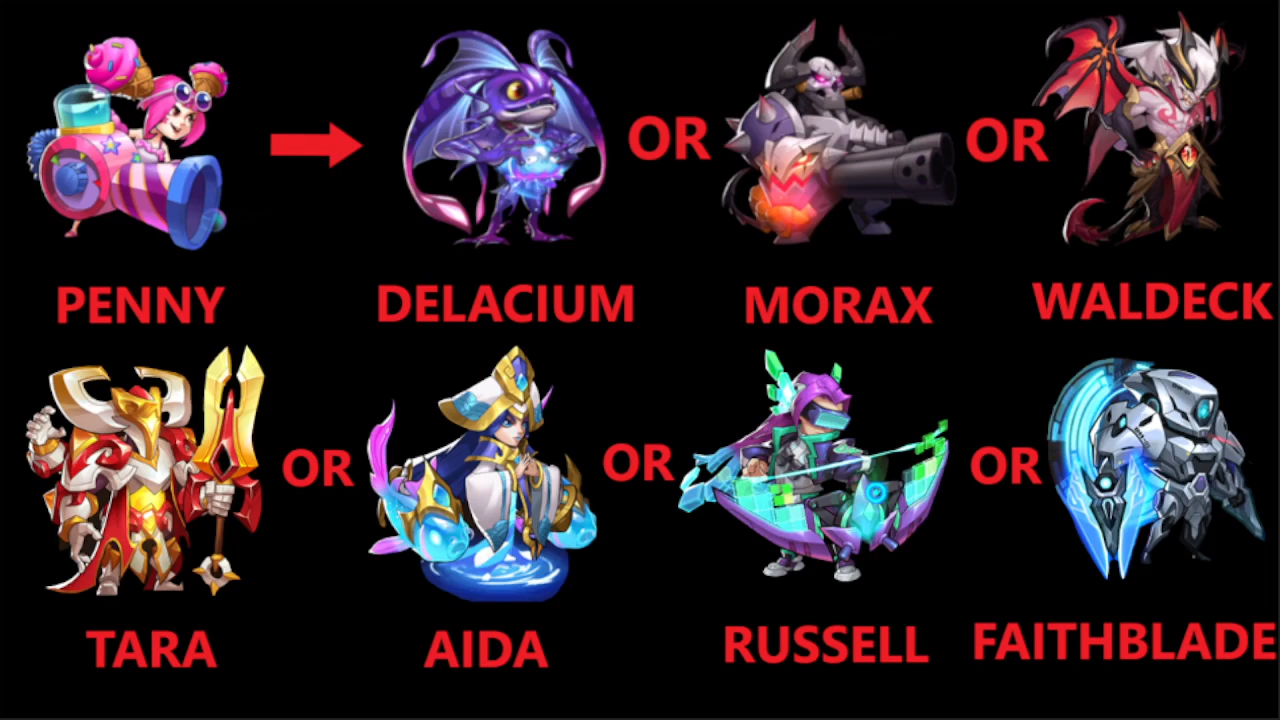 OR OR
PENNY DELACIUM MORAX WALDECK
OR OR OR
TARA AIDA RUSSELL FAITHBLADE